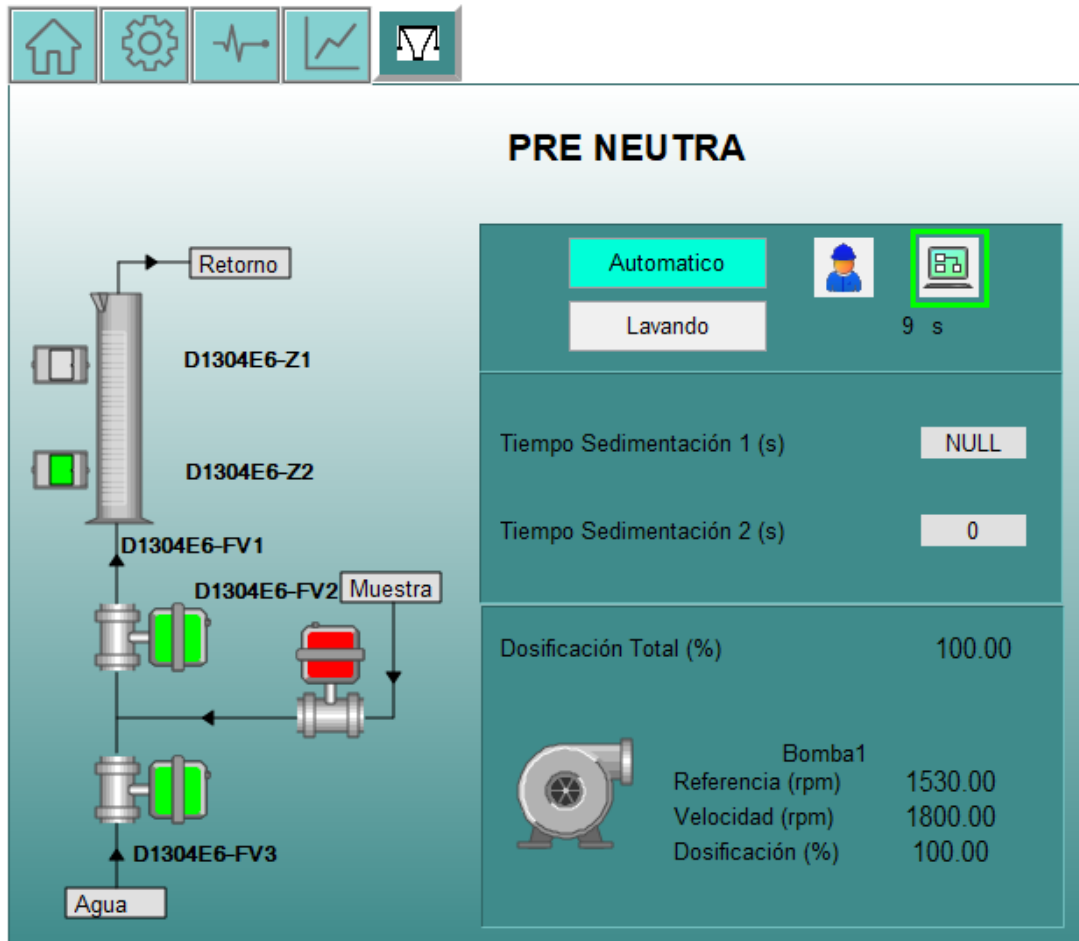 PRE NEUTRA
Retorno
D1304E6-Z1
D1304E6-Z2
D1304E6-FV1
D1304E6-FV2
Muestra
D1304E6-FV3
Agua
Automatico
Lavando
9 s
Tiempo Sedimentación 1 (s) NULL
Tiempo Sedimentación 2 (s) 0
Dosificación Total (%) 100.00
Bomba1
Referencia (rpm) 1530.00
Velocidad (rpm) 1800.00
Dosificación (%) 100.00